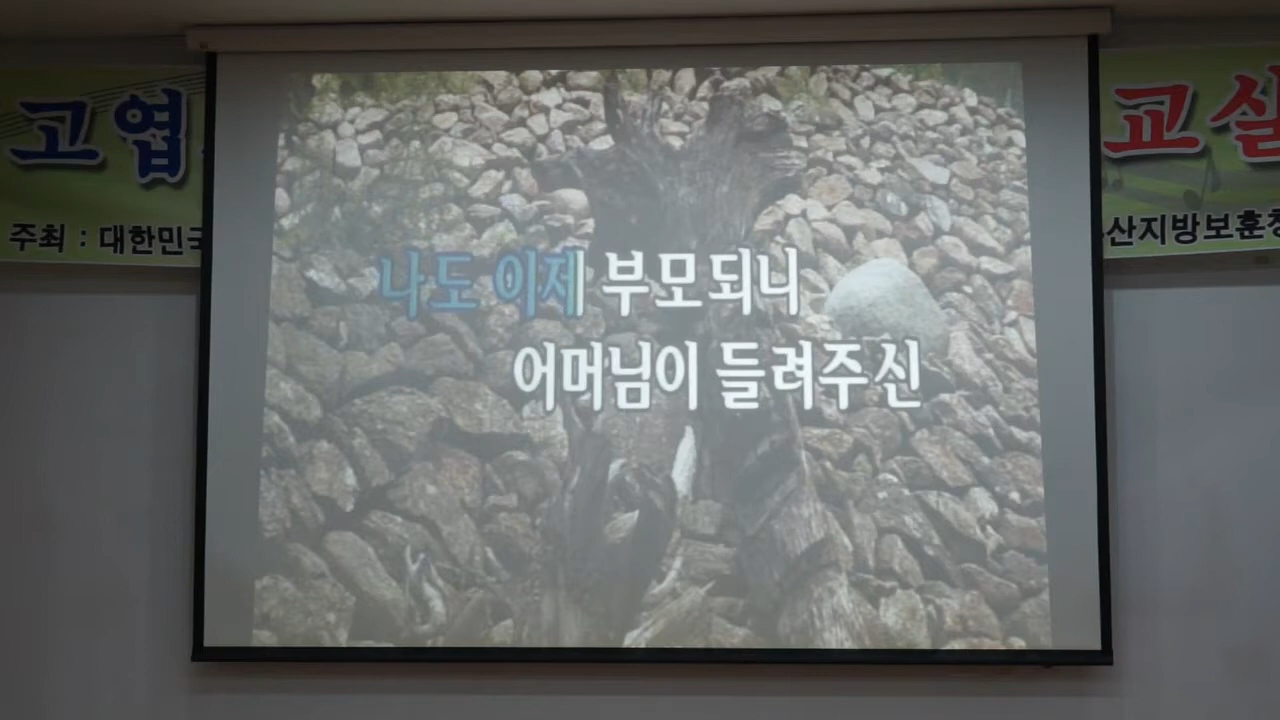 고엽
교실
주최 : 대한민국
산지방보훈청
나도 이제 부모되니
어머님이 들려주신